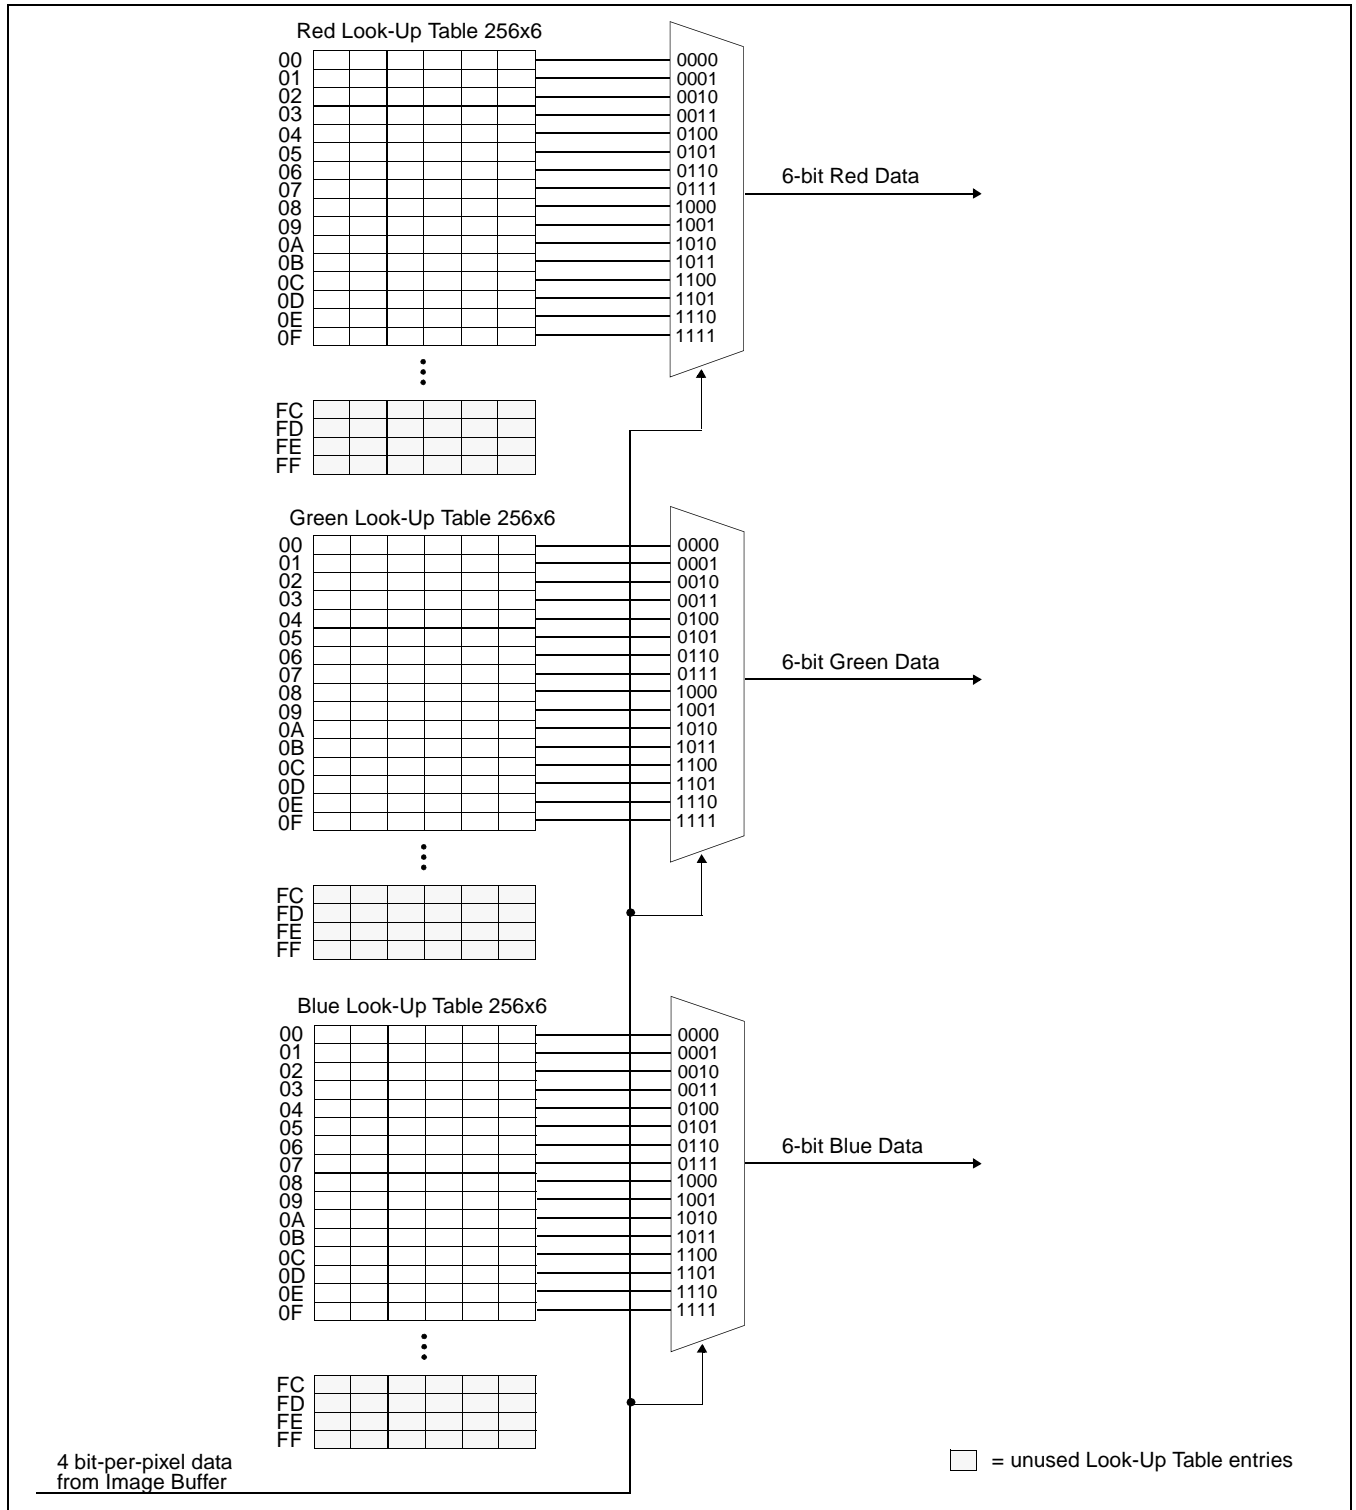 Red Look-Up Table 256x6
00 0000
01 0001
02 0010
03 0011
04 0100
05 0101
06 0110
07 0111
08 1000
09 1001
0A 1010
0B 1011
0C 1100
0D 1101
0E 1110
0F 1111
6-bit Red Data
FC
FD
FE
FF
Green Look-Up Table 256x6
00 0000
01 0001
02 0010
03 0011
04 0100
05 0101
06 0110
07 0111
08 1000
09 1001
0A 1010
0B 1011
0C 1100
0D 1101
0E 1110
0F 1111
6-bit Green Data
FC
FD
FE
FF
Blue Look-Up Table 256x6
00 0000
01 0001
02 0010
03 0011
04 0100
05 0101
06 0110
07 0111
08 1000
09 1001
0A 1010
0B 1011
0C 1100
0D 1101
0E 1110
0F 1111
6-bit Blue Data
FC
FD
FE
FF
4 bit-per-pixel data
from Image Buffer
= unused Look-Up Table entries